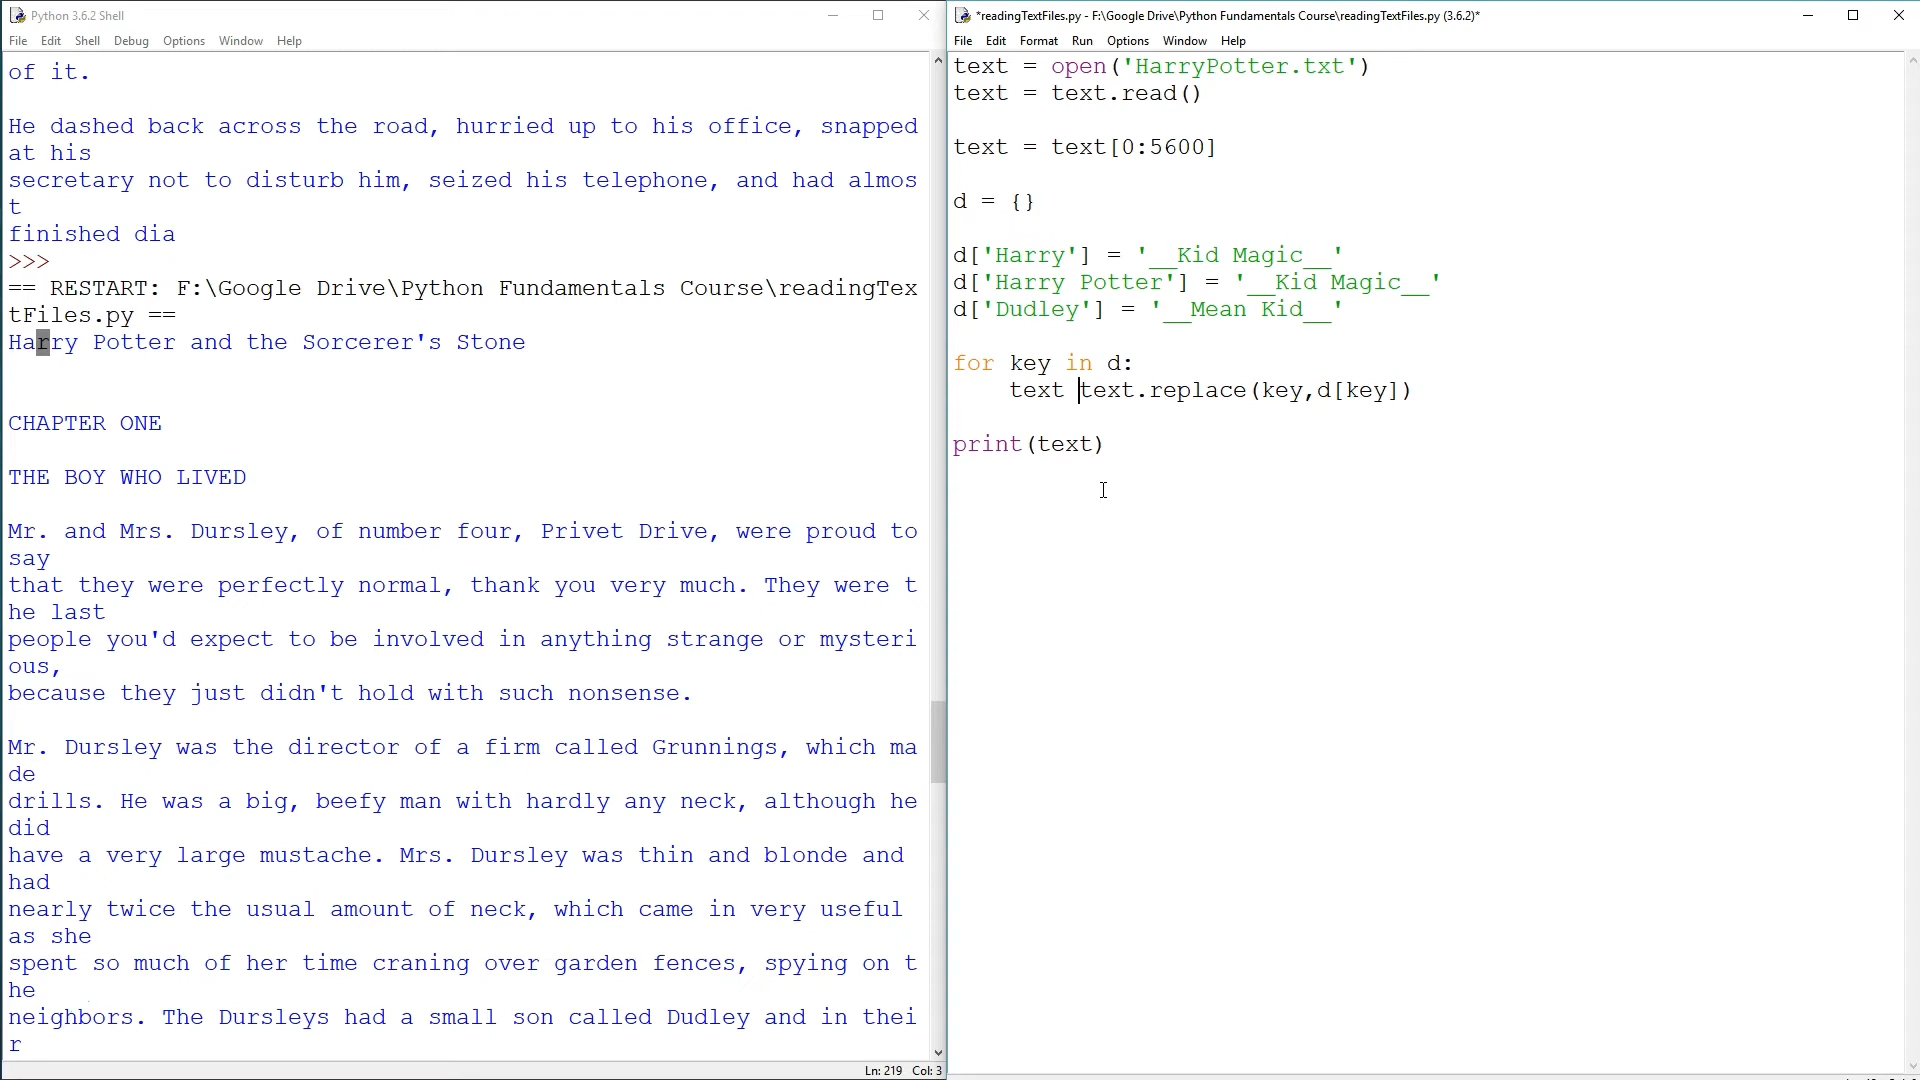 Python 3.6.2 Shell
File Edit Shell Debug Options Window Help
of it.
He dashed back across the road, hurried up to his office, snapped
at his
secretary not to disturb him, seized his telephone, and had almos
t
finished dia
>>>
== RESTART: F:\Google Drive\Python Fundamentals Course\readingTex
tFiles.py ==
Harry Potter and the Sorcerer's Stone
CHAPTER ONE
THE BOY WHO LIVED
Mr. and Mrs. Dursley, of number four, Privet Drive, were proud to
say
that they were perfectly normal, thank you very much. They were t
he last
people you'd expect to be involved in anything strange or mysteri
ous,
because they just didn't hold with such nonsense.
Mr. Dursley was the director of a firm called Grunnings, which ma
de
drills. He was a big, beefy man with hardly any neck, although he
did
have a very large mustache. Mrs. Dursley was thin and blonde and
had
nearly twice the usual amount of neck, which came in very useful
as she
spent so much of her time craning over garden fences, spying on t
he
neighbors. The Dursleys had a small son called Dudley and in thei
r
Ln: 219 Col: 3
*readingTextFiles.py - F:\Google Drive\Python Fundamentals Course\readingTextFiles.py (3.6.2)*
File Edit Format Run Options Window Help
text = open('HarryPotter.txt')
text = text.read()
text = text[0:5600]
d = {}
d['Harry'] = '__Kid Magic__'
d['Harry Potter'] = '__Kid Magic__'
d['Dudley'] = '__Mean Kid__'
for key in d:
    text text.replace(key,d[key])
print(text)